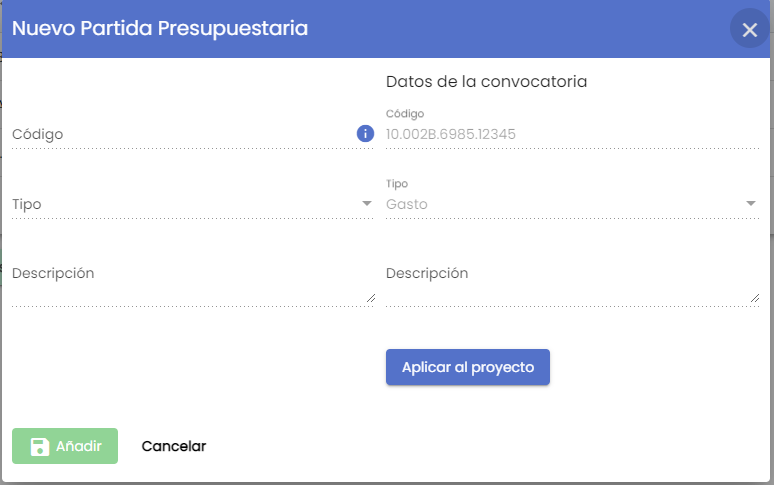 Nuevo Partida Presupuestaria
Datos de la convocatoria
Código
Código
10.002B.6985.12345
Tipo
Tipo
Gasto
Descripción
Descripción
Aplicar al proyecto
Añadir
Cancelar